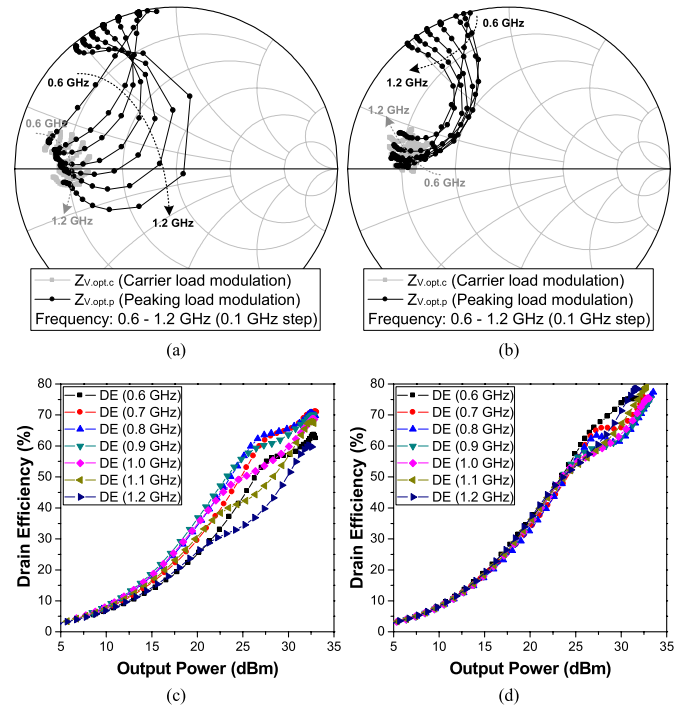 0.6 GHz
0.6 GHz
1.2 GHz
1.2 GHz
Z_V.opt.c (Carrier load modulation)
Z_V.opt.p (Peaking load modulation)
Frequency: 0.6 - 1.2 GHz (0.1 GHz step)
(a)
0.6 GHz
1.2 GHz
1.2 GHz
0.6 GHz
Z_V.opt.c (Carrier load modulation)
Z_V.opt.p (Peaking load modulation)
Frequency: 0.6 - 1.2 GHz (0.1 GHz step)
(b)
Drain Efficiency (%)
80
70
60
50
40
30
20
10
0
DE (0.6 GHz)
DE (0.7 GHz)
DE (0.8 GHz)
DE (0.9 GHz)
DE (1.0 GHz)
DE (1.1 GHz)
DE (1.2 GHz)
5 10 15 20 25 30 35
Output Power (dBm)
(c)
Drain Efficiency (%)
80
70
60
50
40
30
20
10
0
DE (0.6 GHz)
DE (0.7 GHz)
DE (0.8 GHz)
DE (0.9 GHz)
DE (1.0 GHz)
DE (1.1 GHz)
DE (1.2 GHz)
5 10 15 20 25 30 35
Output Power (dBm)
(d)